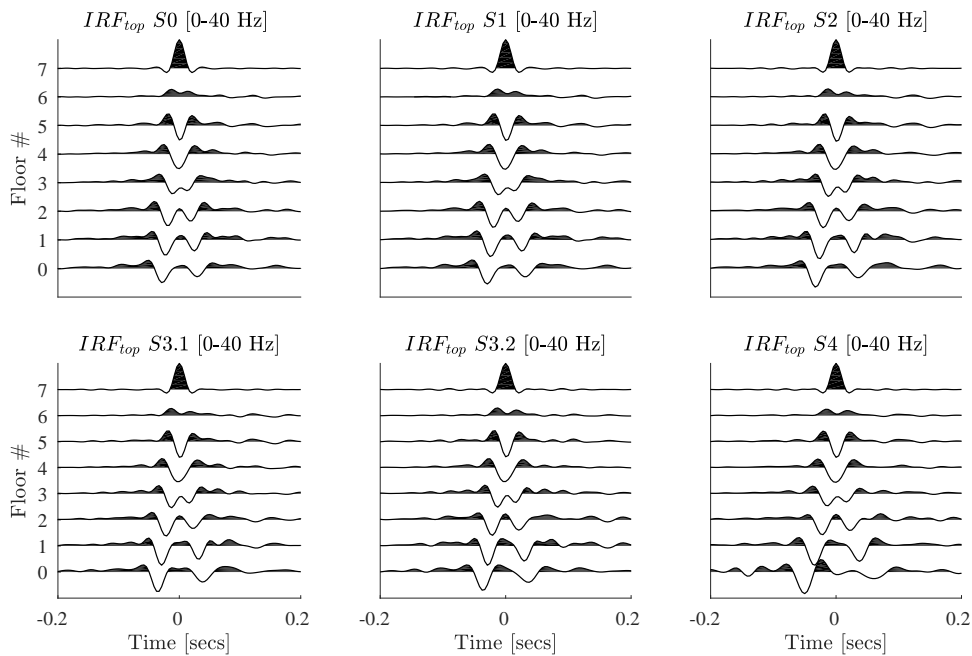 IRF_top S0 [0-40 Hz]
IRF_top S1 [0-40 Hz]
IRF_top S2 [0-40 Hz]
Floor #
7
6
5
4
3
2
1
0
IRF_top S3.1 [0-40 Hz]
IRF_top S3.2 [0-40 Hz]
IRF_top S4 [0-40 Hz]
Floor #
7
6
5
4
3
2
1
0
-0.2 0 0.2
-0.2 0 0.2
-0.2 0 0.2
Time [secs]
Time [secs]
Time [secs]